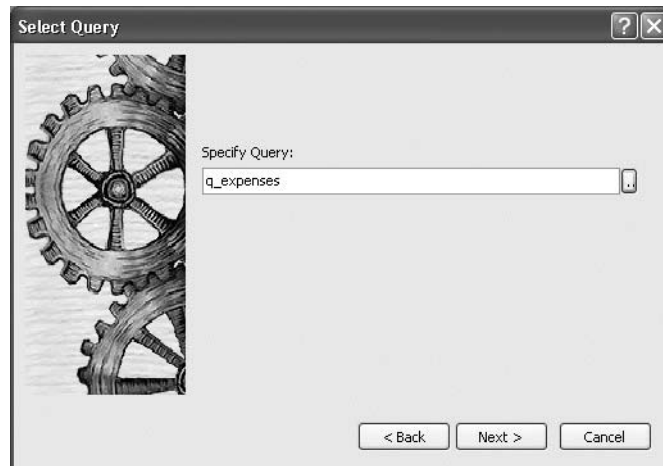 Select Query
Specify Query:
q_expenses
..
< Back Next > Cancel